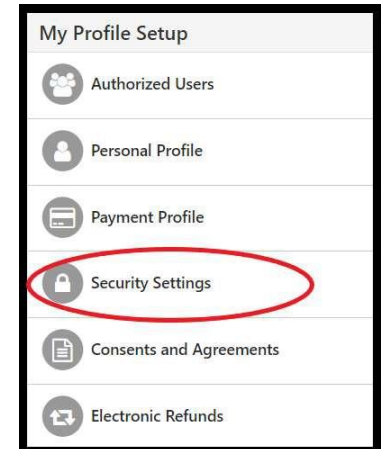 My Profile Setup
Authorized Users
Personal Profile
Payment Profile
Security Settings
Consents and Agreements
Electronic Refunds